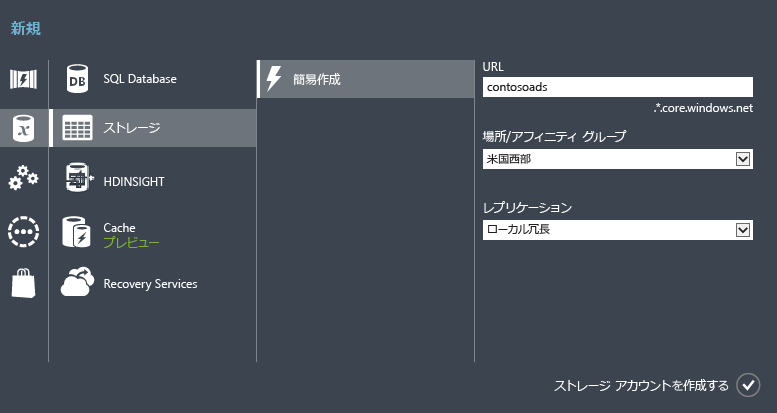 新規
SQL Database
ストレージ
HDINSIGHT
Cache
プレビュー
Recovery Services
簡易作成
URL
contosoads
.*.core.windows.net
場所/アフィニティ グループ
米国西部
レプリケーション
ローカル冗長
ストレージ アカウントを作成する
DB
x